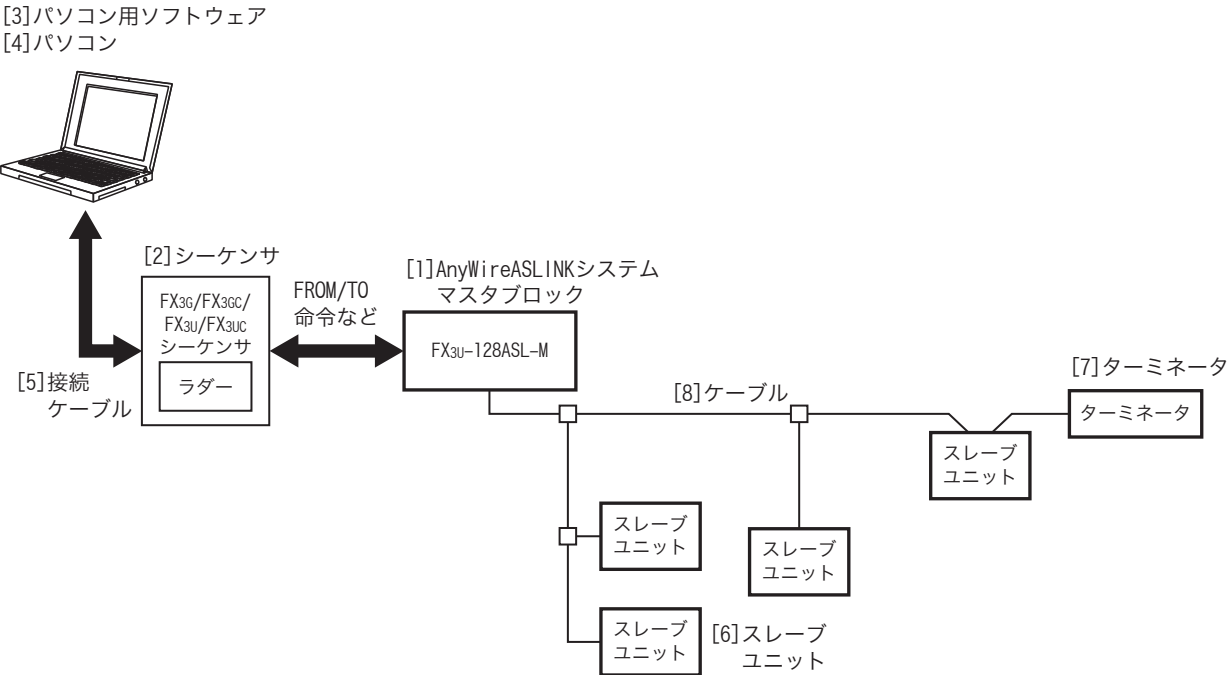 [3]パソコン用ソフトウェア
[4]パソコン
[2]シーケンサ
FX3G/FX3GC/
FX3U/FX3UC
シーケンサ
ラダー
[5]接続
ケーブル
FROM/TO
命令など
[1]AnyWireASLINKシステム
マスタブロック
FX3U-128ASL-M
[8]ケーブル
[7]ターミネータ
ターミネータ
スレーブ
ユニット
スレーブ
ユニット
スレーブ
ユニット
スレーブ
ユニット
[6]スレーブ
ユニット